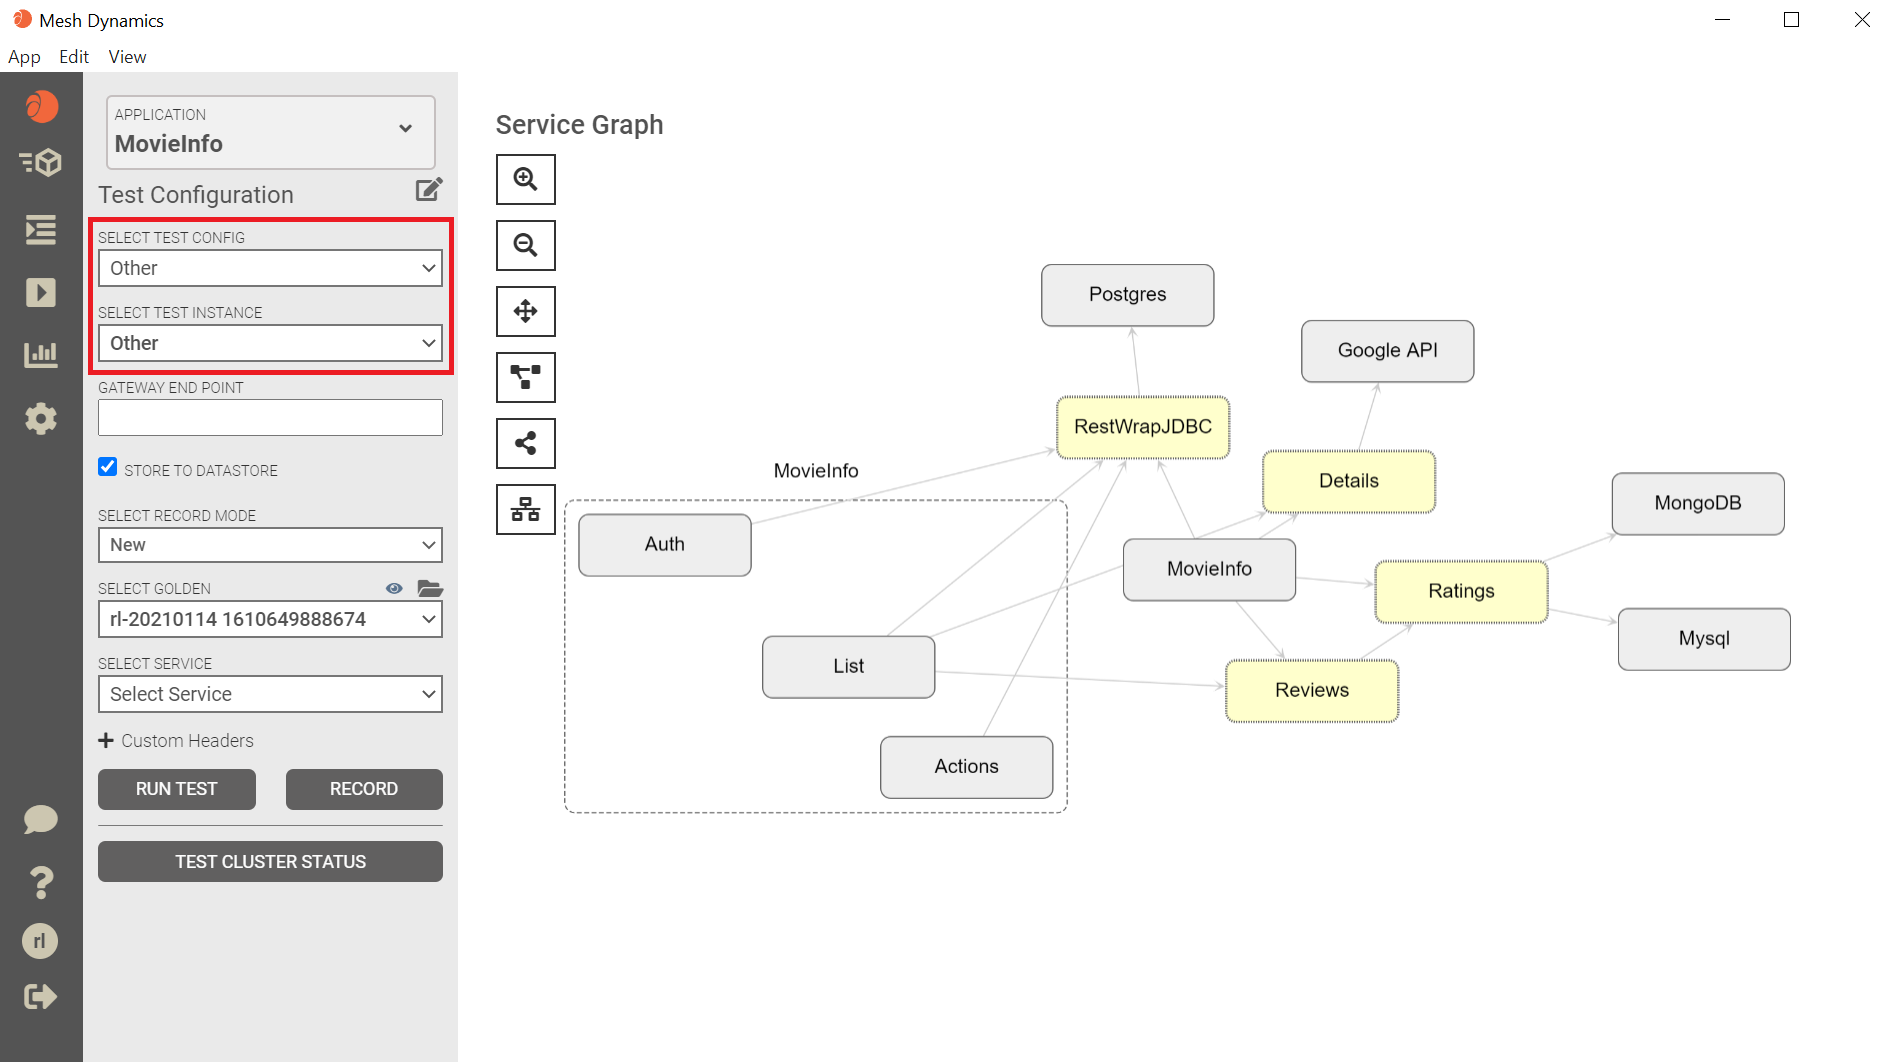 Mesh Dynamics
App Edit View
APPLICATION
MovieInfo
Test Configuration
SELECT TEST CONFIG
Other
SELECT TEST INSTANCE
Other
GATEWAY END POINT
STORE TO DATASTORE
SELECT RECORD MODE
New
SELECT GOLDEN
rl-20210114 1610649888674
SELECT SERVICE
Select Service
Custom Headers
RUN TEST
RECORD
TEST CLUSTER STATUS
rl
Service Graph
Postgres
Google API
RestWrapJDBC
MovieInfo
Details
MongoDB
Auth
MovieInfo
Ratings
Mysql
List
Reviews
Actions